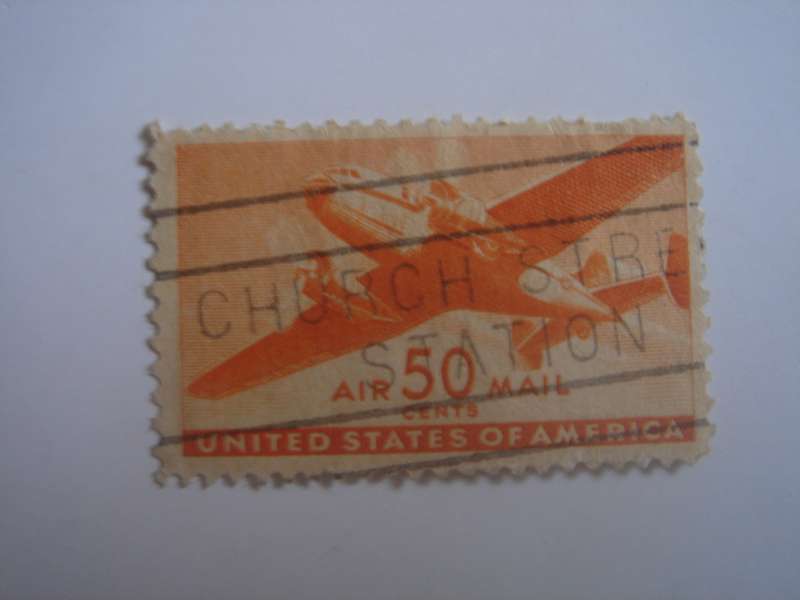 CHURCH STRE
STATION
AIR 50 MAIL
CENTS
UNITED STATES OF AMERICA